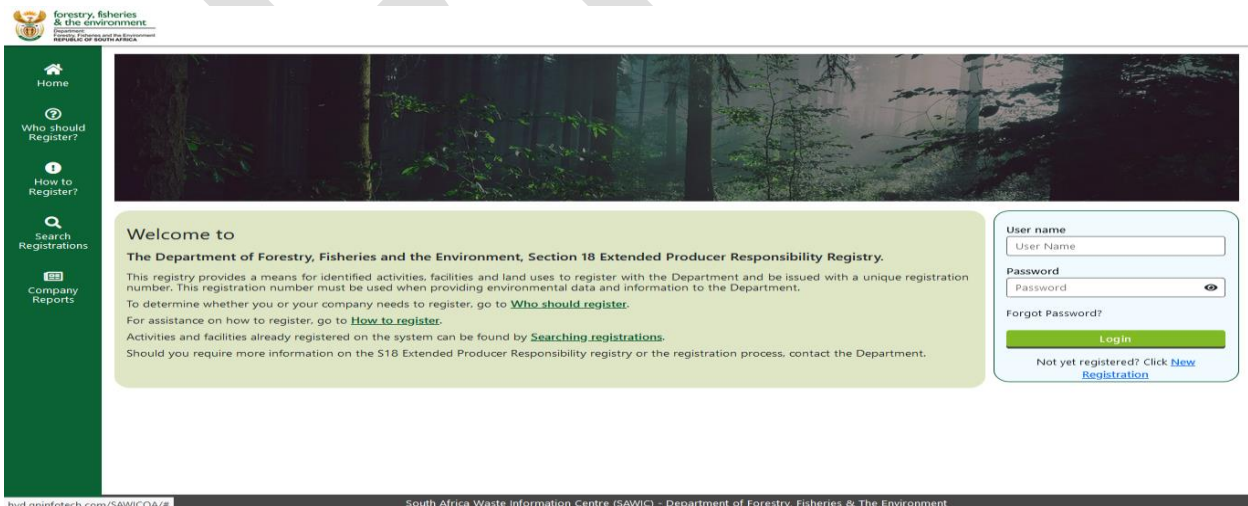 forestry, fisheries
& the environment
Department:
Forestry, Fisheries and the Environment
REPUBLIC OF SOUTH AFRICA
Home
Who should
Register?
How to
Register?
Search
Registrations
Company
Reports
Welcome to
The Department of Forestry, Fisheries and the Environment, Section 18 Extended Producer Responsibility Registry.
This registry provides a means for identified activities, facilities and land uses to register with the Department and be issued with a unique registration
number. This registration number must be used when providing environmental data and information to the Department.
To determine whether you or your company needs to register, go to Who should register.
For assistance on how to register, go to How to register.
Activities and facilities already registered on the system can be found by Searching registrations.
Should you require more information on the S18 Extended Producer Responsibility registry or the registration process, contact the Department.
User name
User Name
Password
Password
Forgot Password?
Login
Not yet registered? Click New
Registration
South Africa Waste Information Centre (SAWIC) - Department of Forestry, Fisheries & The Environment